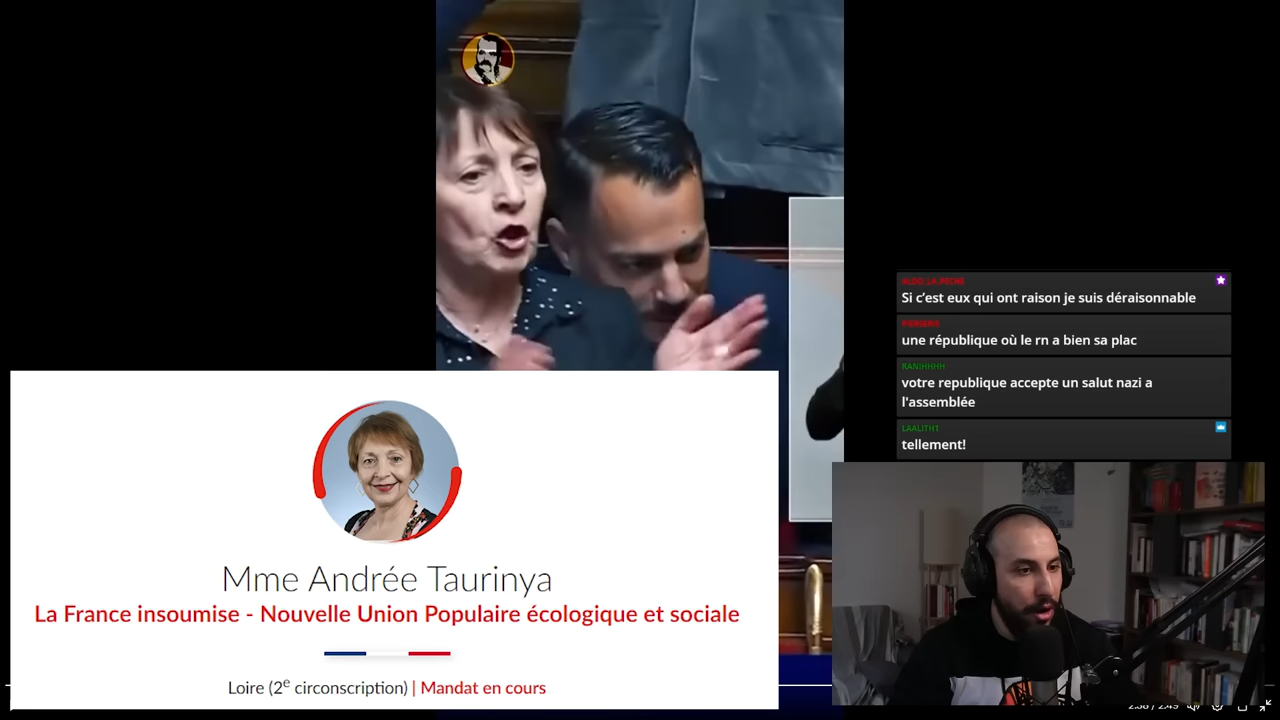 Si c'est eux qui ont raison je suis déraisonnable
une république où le rn a bien sa plac
RANIHHHH
votre republique accepte un salut nazi a
l'assemblée
LAALITH1
tellement!
Mme Andrée Taurinya
La France insoumise - Nouvelle Union Populaire écologique et sociale
Loire (2e circonscription) | Mandat en cours